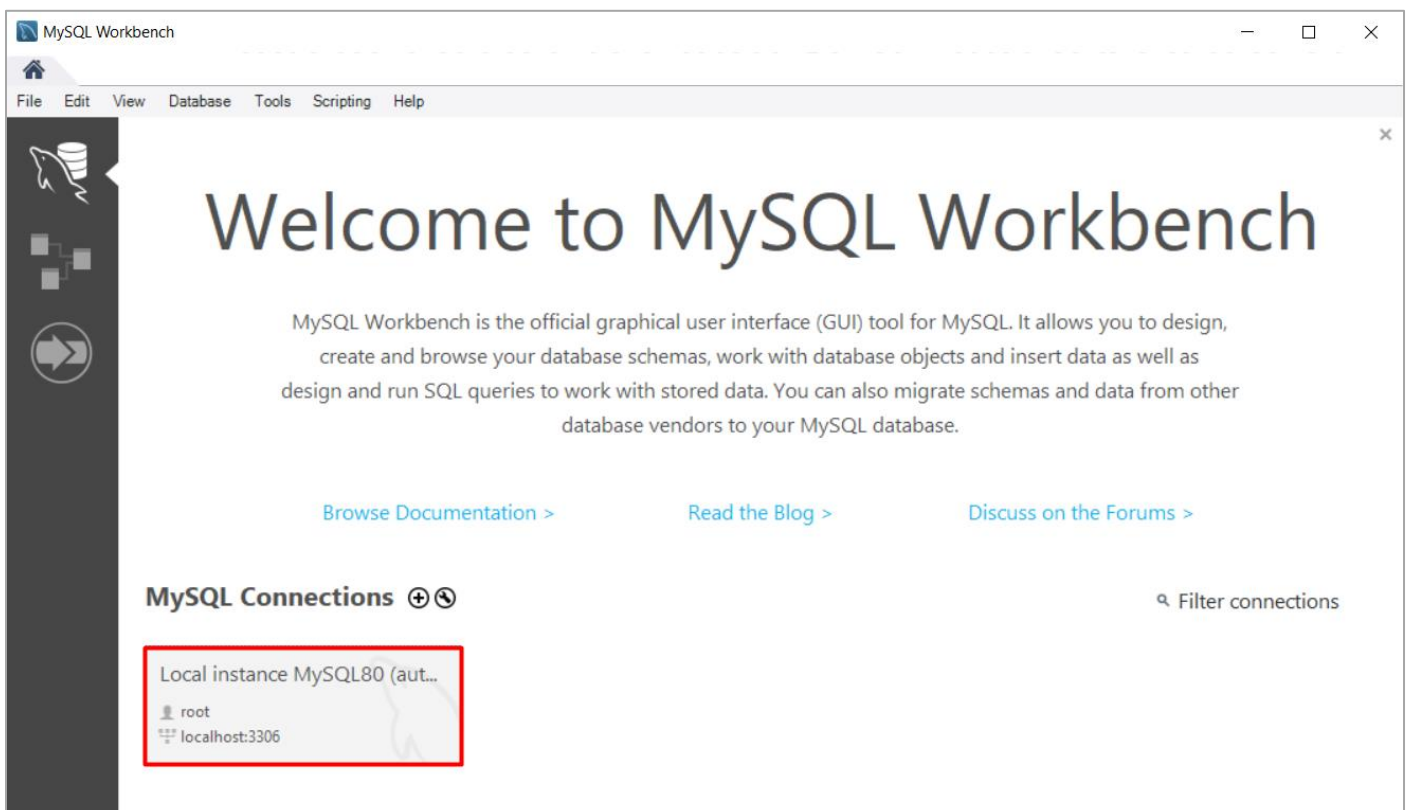 MySQL Workbench
File Edit View Database Tools Scripting Help
Welcome to MySQL Workbench
MySQL Workbench is the official graphical user interface (GUI) tool for MySQL. It allows you to design,
create and browse your database schemas, work with database objects and insert data as well as
design and run SQL queries to work with stored data. You can also migrate schemas and data from other
database vendors to your MySQL database.
Browse Documentation > Read the Blog > Discuss on the Forums >
MySQL Connections Filter connections
Local instance MySQL80 (aut...
root
localhost:3306